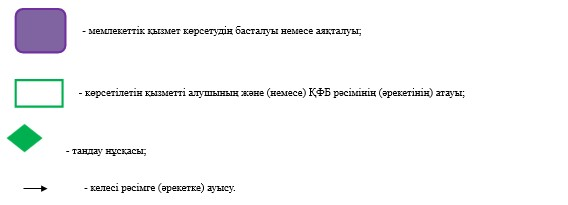 - мемлекеттік қызмет көрсетудің басталуы немесе аяқталуы;
- көрсетілетін қызметті алушының және (немесе) ҚФБ рәсімінің (әрекетінің) атауы;
- таңдау нұсқасы;
- келесі рәсімге (әрекетке) ауысу.